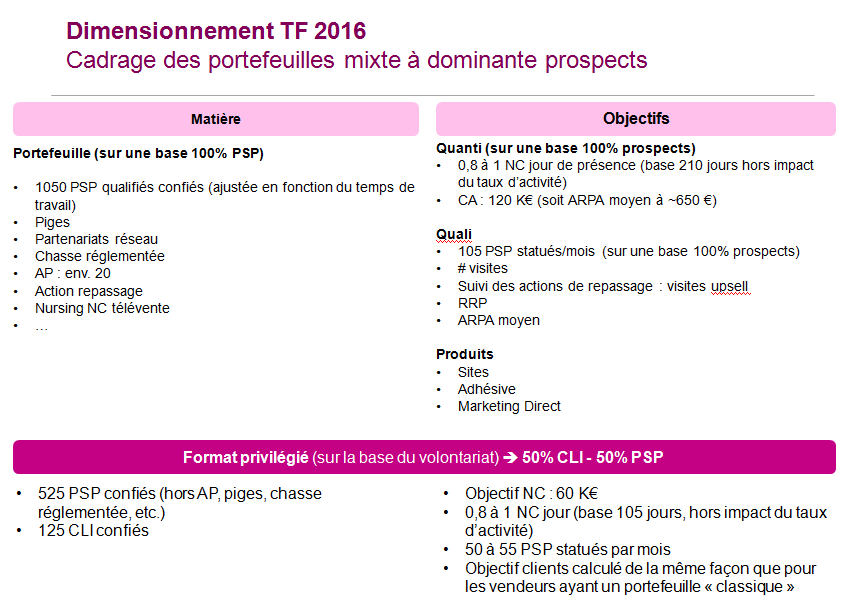 Dimensionnement TF 2016
Cadrage des portefeuilles mixte à dominante prospects
Matière
Portefeuille (sur une base 100% PSP)
• 1050 PSP qualifiés confiés (ajustée en fonction du temps de
travail)
• Piges
• Partenariats réseau
• Chasse réglementée
• AP : env. 20
• Action repassage
• Nursing NC télévente
• …
Objectifs
Quanti (sur une base 100% prospects)
• 0,8 à 1 NC jour de présence (base 210 jours hors impact
du taux d’activité)
• CA : 120 K€ (soit ARPA moyen à ~650 €)
Quali
• 105 PSP statués/mois (sur une base 100% prospects)
• # visites
• Suivi des actions de repassage : visites upsell
• RRP
• ARPA moyen
Produits
• Sites
• Adhésive
• Marketing Direct
Format privilégié (sur la base du volontariat) ➔ 50% CLI - 50% PSP
• 525 PSP confiés (hors AP, piges, chasse
réglementée, etc.)
• 125 CLI confiés
• Objectif NC : 60 K€
• 0,8 à 1 NC jour (base 105 jours, hors impact du taux
d’activité)
• 50 à 55 PSP statués par mois
• Objectif clients calculé de la même façon que pour
les vendeurs ayant un portefeuille « classique »